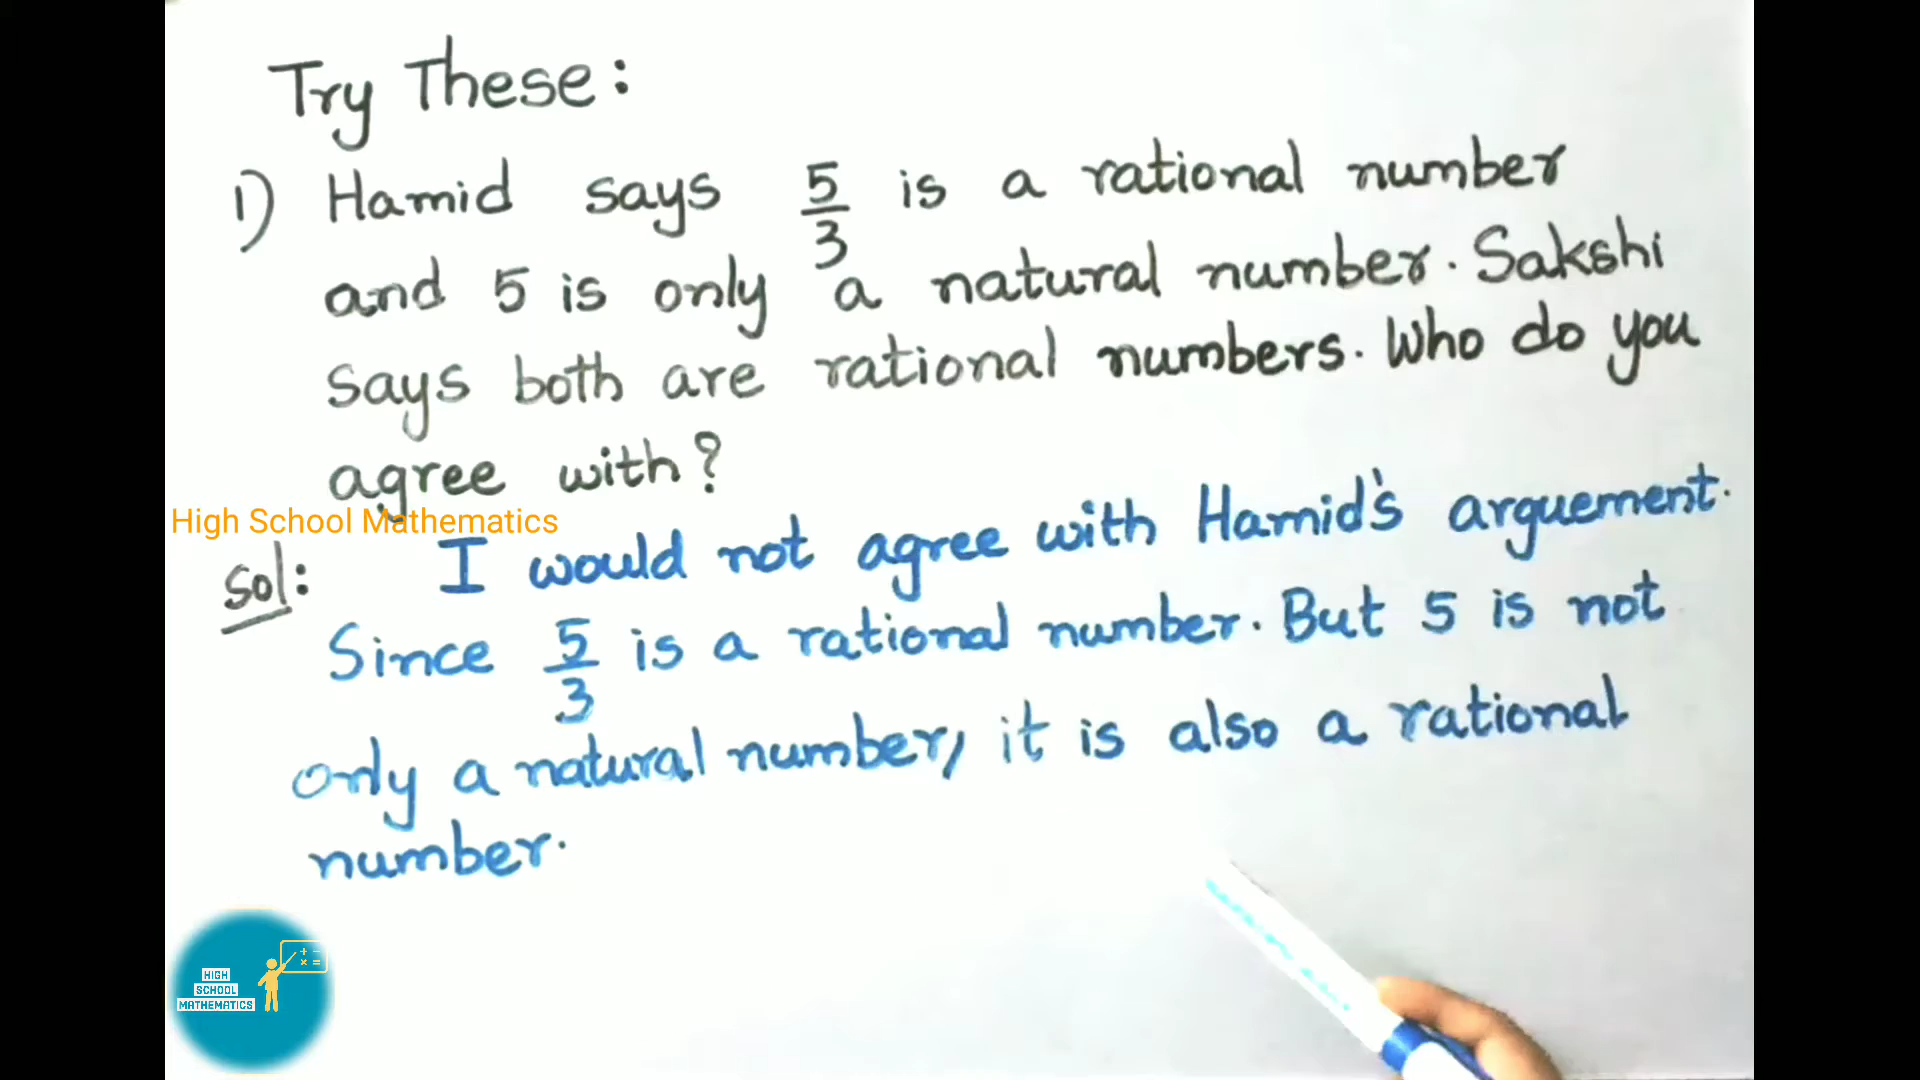 Try These:
1) Hamid says 5/3 is a rational number
and 5 is only a natural number. Sakshi
says both are rational numbers. Who do you
agree with?
High School Mathematics
Sol: I would not agree with Hamid's arguement.
Since 5/3 is a rational number. But 5 is not
only a natural number, it is also a rational
number.
HIGH
SCHOOL
MATHEMATICS
+ -
× =